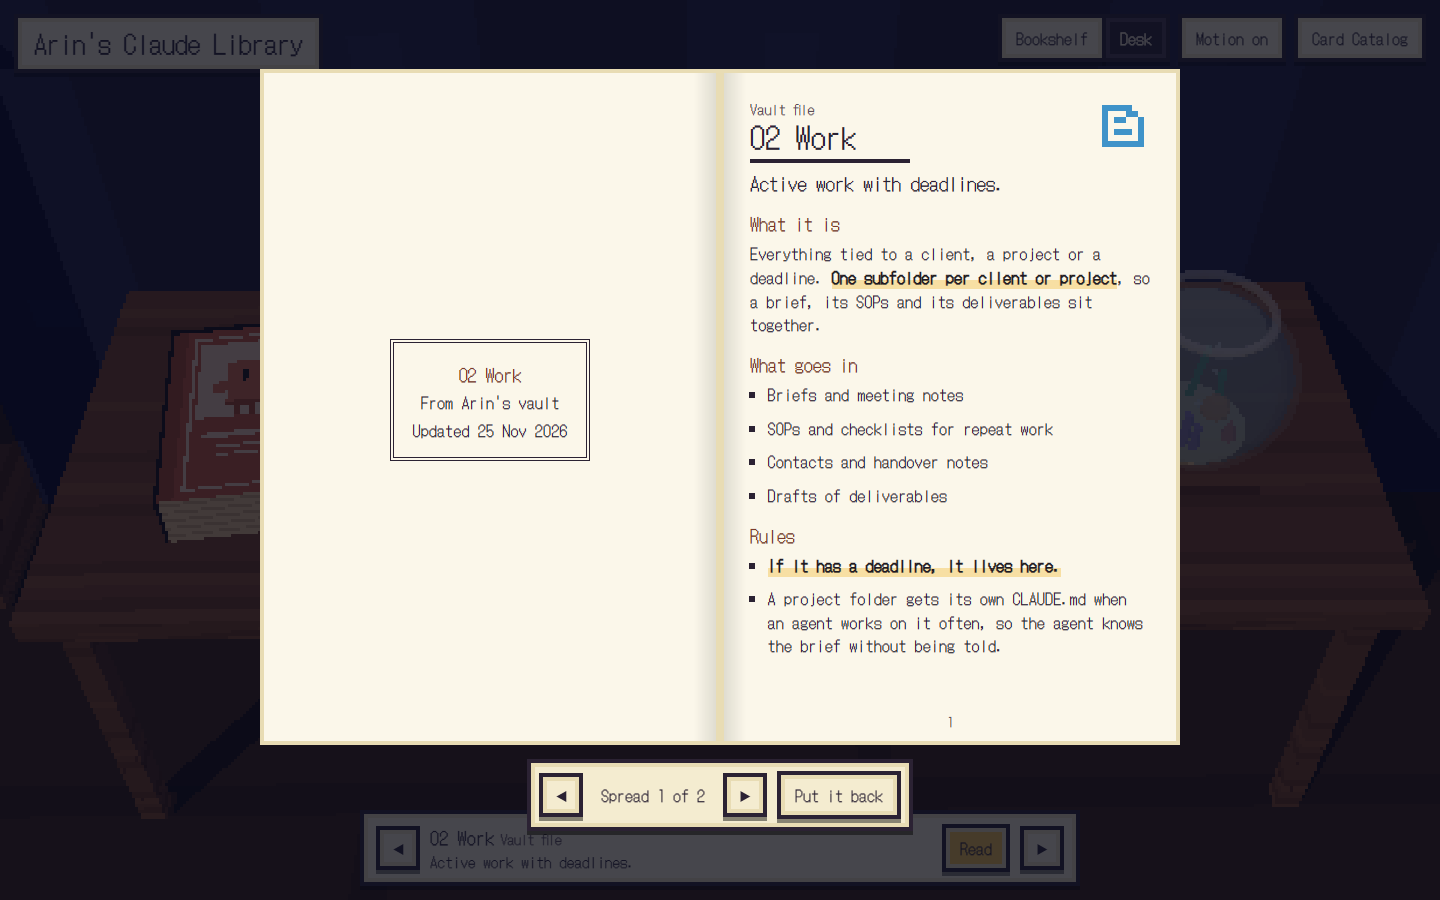 Arin's Claude Library
Bookshelf
Desk
Motion on
Card Catalog
02 Work
From Arin's vault
Updated 25 Nov 2026
Vault file
02 Work
Active work with deadlines.
What it is
Everything tied to a client, a project or a
deadline. One subfolder per client or project, so
a brief, its SOPs and its deliverables sit
together.
What goes in
Briefs and meeting notes
SOPs and checklists for repeat work
Contacts and handover notes
Drafts of deliverables
Rules
If it has a deadline, it lives here.
A project folder gets its own CLAUDE.md when
an agent works on it often, so the agent knows
the brief without being told.
1
Spread 1 of 2
Put it back
02 Work Vault file
Active work with deadlines.
Read